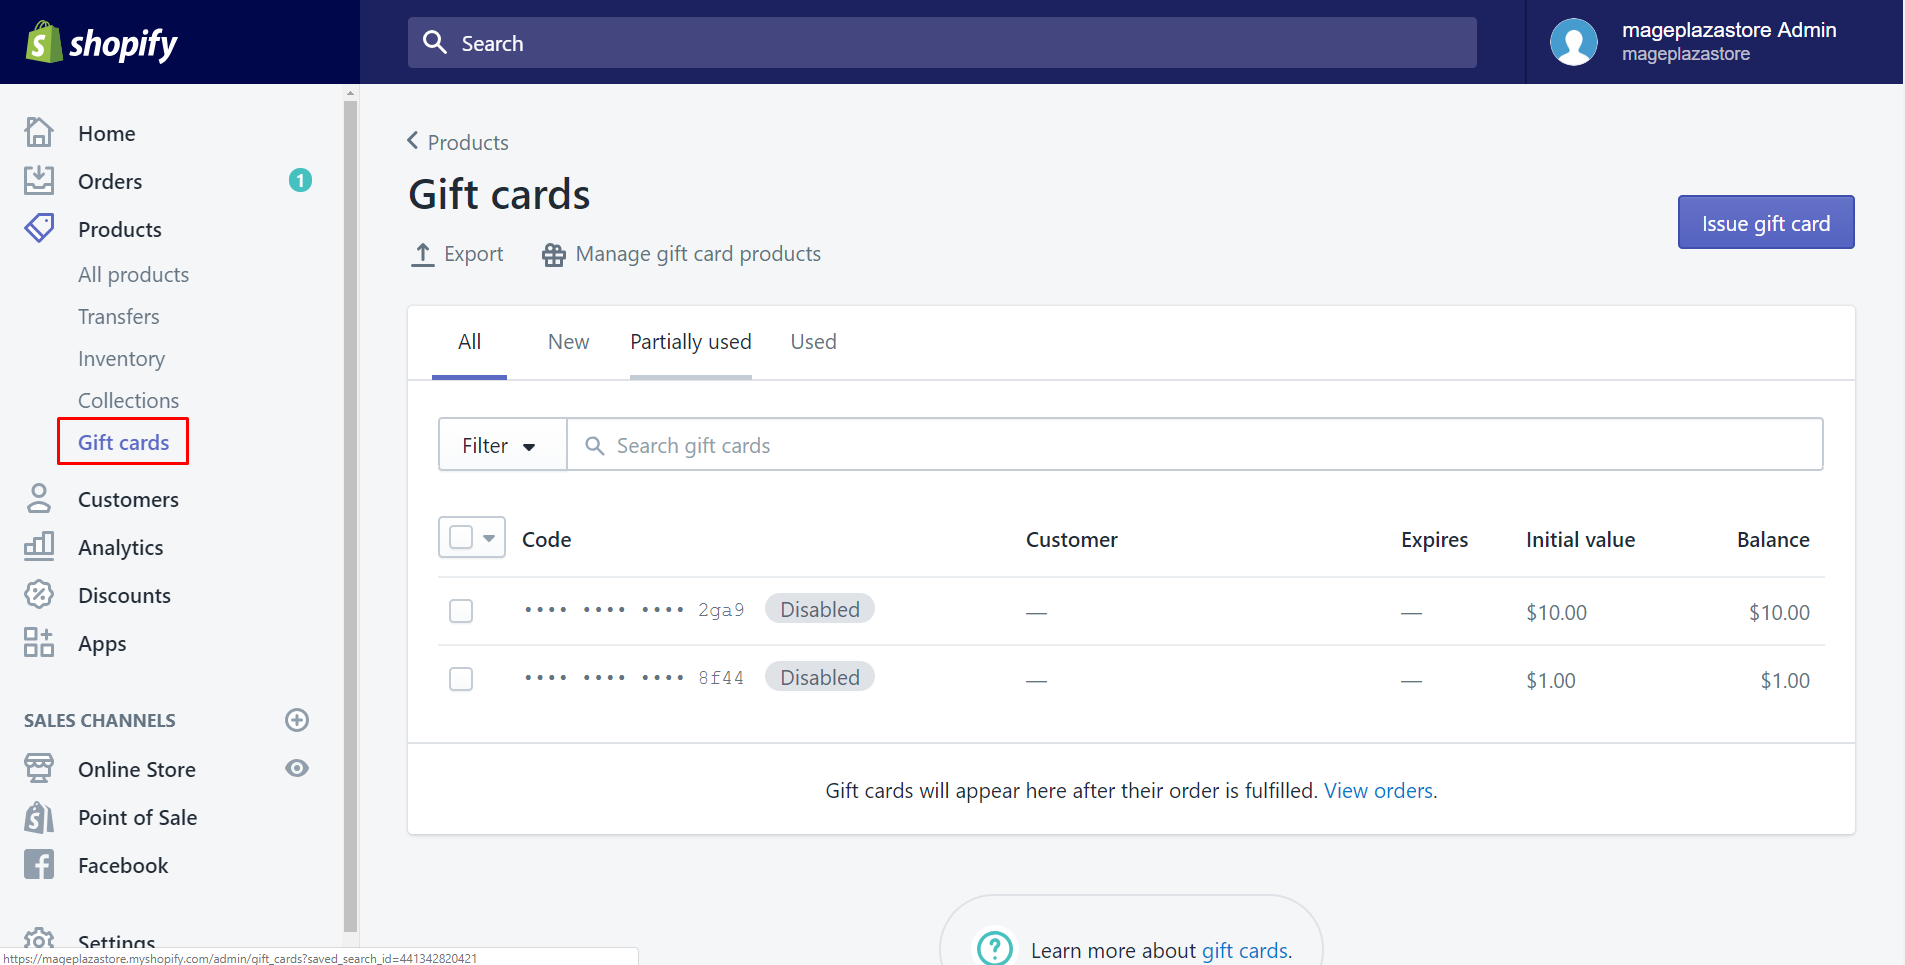 shopify
Search
mageplazastore Admin
mageplazastore
Home
Orders
1
Products
All products
Transfers
Inventory
Collections
Gift cards
Customers
Analytics
Discounts
Apps
SALES CHANNELS
Online Store
Point of Sale
Facebook
Settings
https://mageplazastore.myshopify.com/admin/gift_cards?saved_search_id=441342820421
Products
Gift cards
Export Manage gift card products
Issue gift card
All New Partially used Used
Filter Search gift cards
Code Customer Expires Initial value Balance
•••• •••• •••• 2ga9 Disabled — — $10.00 $10.00
•••• •••• •••• 8f44 Disabled — — $1.00 $1.00
Gift cards will appear here after their order is fulfilled. View orders.
? Learn more about gift cards.